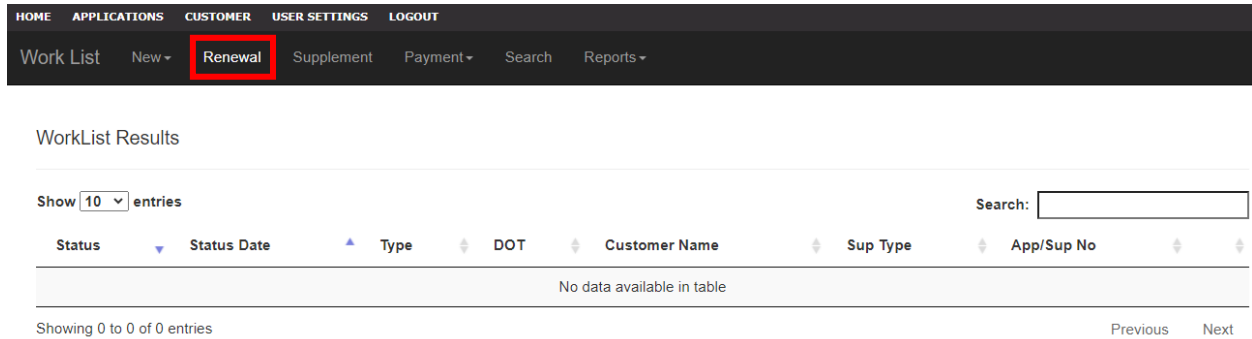 HOME APPLICATIONS CUSTOMER USER SETTINGS LOGOUT
Work List New Renewal Supplement Payment Search Reports
WorkList Results
Show 10 entries Search:
Status Status Date Type DOT Customer Name Sup Type App/Sup No
No data available in table
Showing 0 to 0 of 0 entries Previous Next